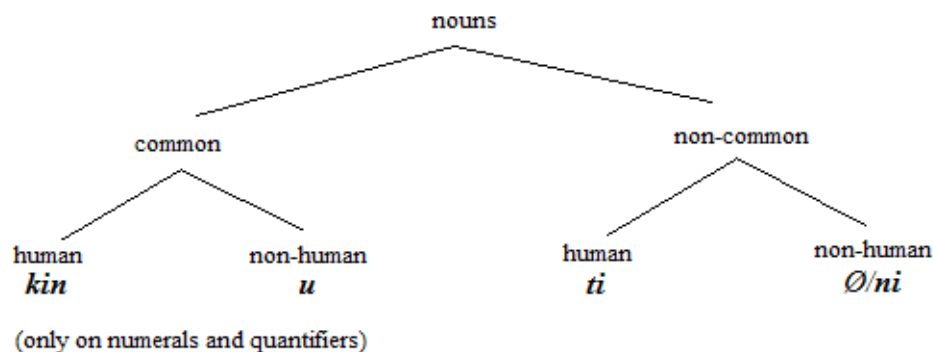 nouns
common non-common
human non-human human non-human
kin u ti Ø/ni
(only on numerals and quantifiers)